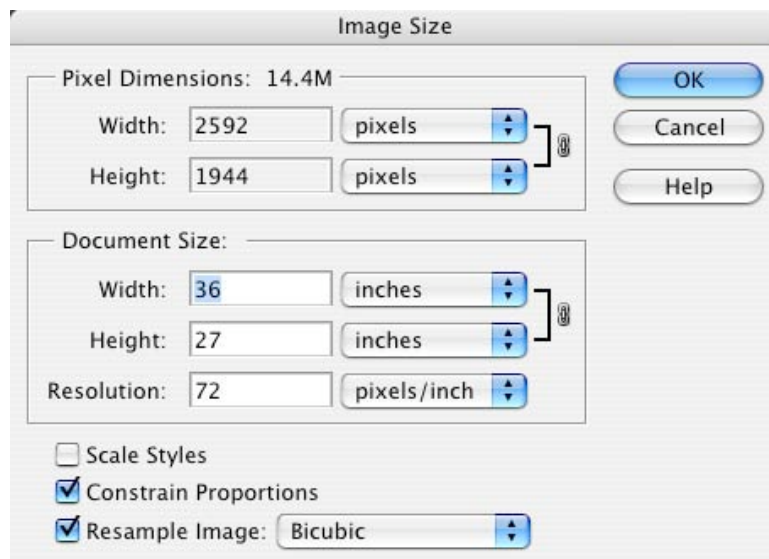 Image Size
Pixel Dimensions: 14.4M
Width: 2592 pixels
Height: 1944 pixels
OK
Cancel
Help
Document Size:
Width: 36 inches
Height: 27 inches
Resolution: 72 pixels/inch
Scale Styles
Constrain Proportions
Resample Image: Bicubic